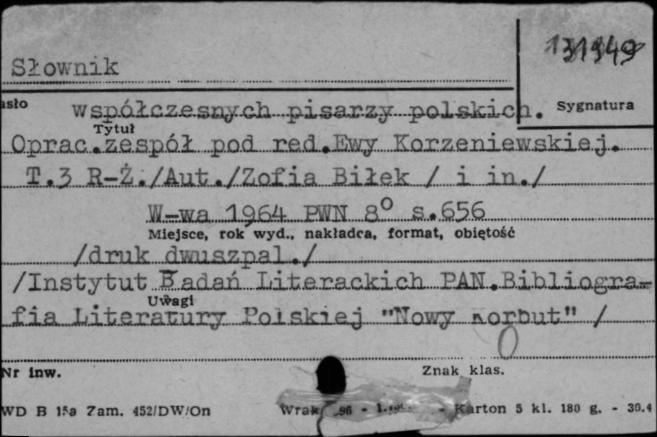 Słownik
asło
współczesnych pisarzy polskich.
Sygnatura
Tytuł
Oprac.zespół pod red.Ewy Korzeniewskiej.
T.3 R-Ż./Aut./Zofia Biłek / i in./
W-wa 1964 PWN 8° s.656
Miejsce, rok wyd., nakładca, format, obiętość
/druk dwuszpal./
/Instytut Badań Literackich PAN.Bibliogra-
Uwagi
fia Literatury Polskiej "Nowy Korbut" /
0
Nr inw.
Znak klas.
WD B 15a Zam. 452/DW/On
Karton 5 kl. 180 g. - 30.4